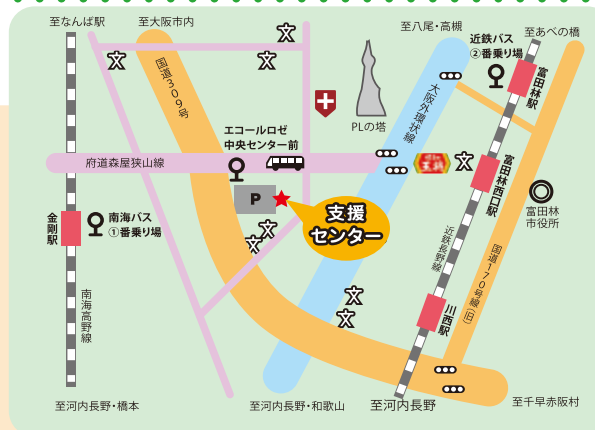 至なんば駅
至大阪市内
至八尾・高槻
至あべの橋
近鉄バス
②番乗り場
国道309号
大阪外環状線
富田林駅
PLの塔
エコールロゼ
中央センター前
府道森屋狭山線
富田林西口駅
P
支援
センター
富田林
市役所
金剛駅
南海バス
①番乗り場
近鉄長野線
国道170号線(旧)
南海高野線
川西駅
至河内長野・橋本
至河内長野・和歌山
至河内長野
至千早赤阪村